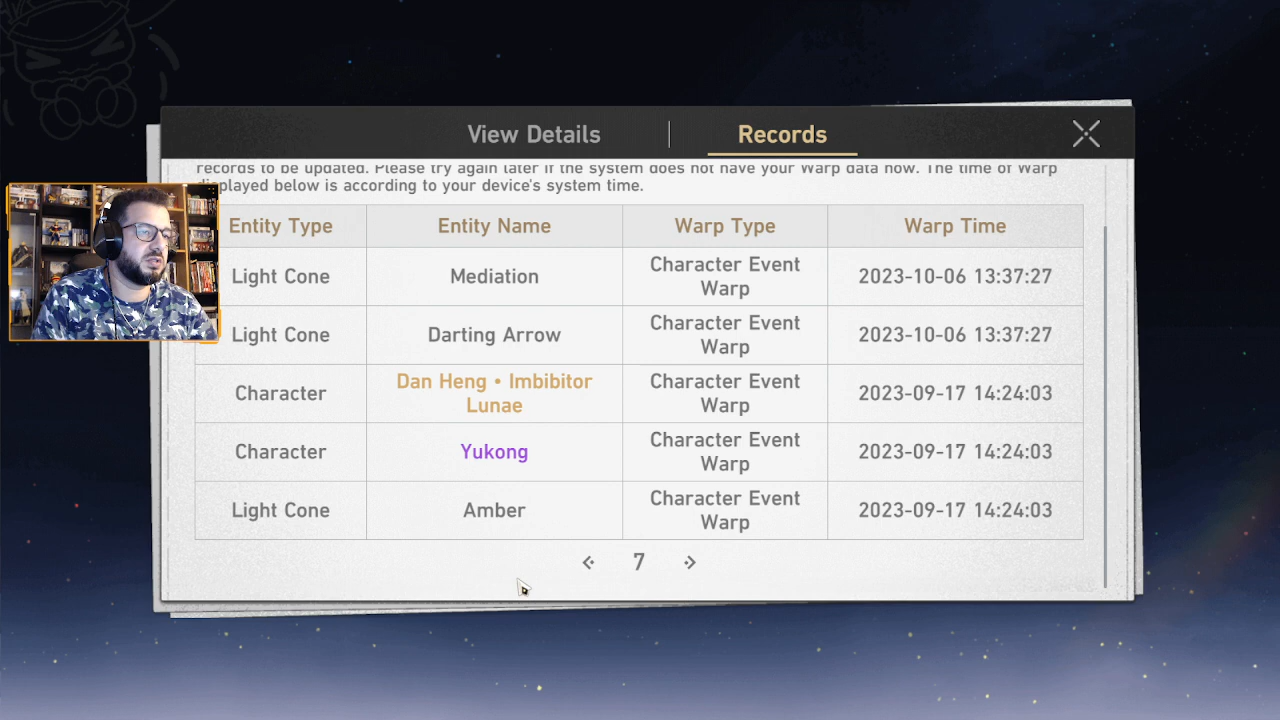 View Details
Records
records to be updated. Please try again later if the system does not have your Warp data now. The time of Warp
displayed below is according to your device's system time.
Entity Type Entity Name Warp Type Warp Time
Light Cone Mediation Character Event Warp 2023-10-06 13:37:27
Light Cone Darting Arrow Character Event Warp 2023-10-06 13:37:27
Character Dan Heng • Imbibitor Lunae Character Event Warp 2023-09-17 14:24:03
Character Yukong Character Event Warp 2023-09-17 14:24:03
Light Cone Amber Character Event Warp 2023-09-17 14:24:03
7